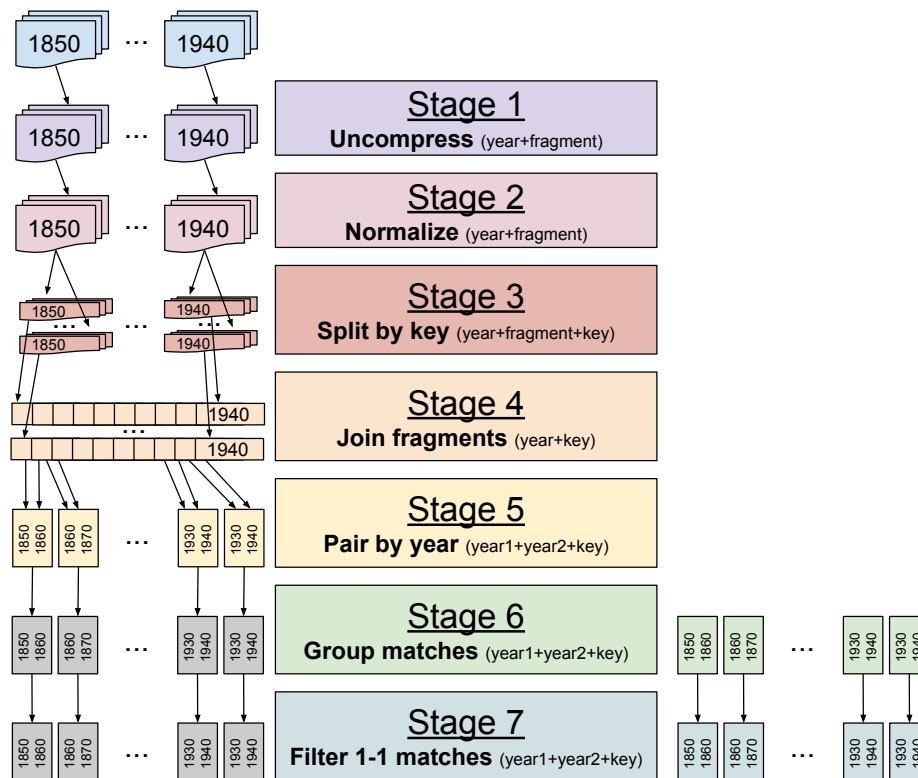 1850 ... 1940
Stage 1
Uncompress (year+fragment)
1850 ... 1940
Stage 2
Normalize (year+fragment)
1850 ... 1940
Stage 3
Split by key (year+fragment+key)
1850 1940
... ... ...
1850 1940
Stage 4
Join fragments (year+key)
1940
...
1940
Stage 5
Pair by year (year1+year2+key)
1850 1860 1870 ... 1930 1930
1860 1870 1940 1940
Stage 6
Group matches (year1+year2+key)
1850 1860 ... 1930 1930
1860 1870 1940 1940
1850 1860 ... 1930 1930
1860 1870 1940 1940
Stage 7
Filter 1-1 matches (year1+year2+key)
1850 1860 ... 1930 1930
1860 1870 1940 1940
1850 1860 ... 1930 1930
1860 1870 1940 1940